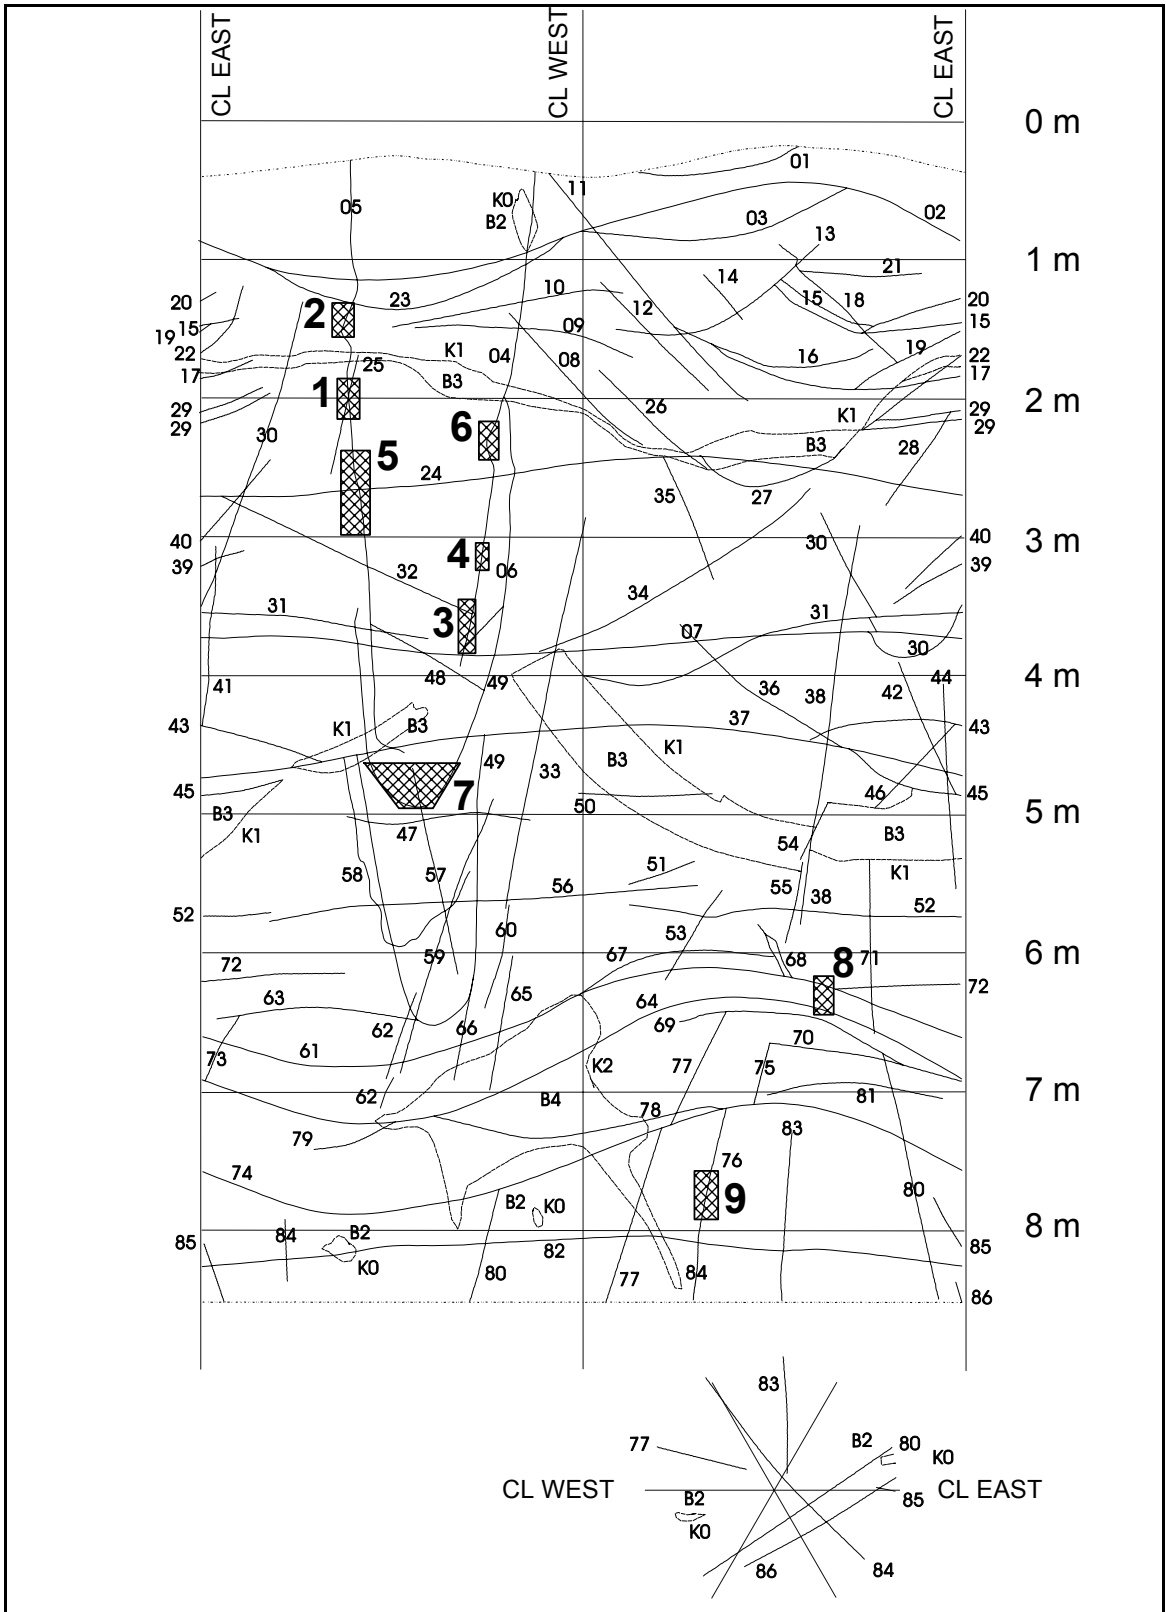 CL EAST CL WEST CL EAST
0 m
01
11
K0
05 02
03
B2
13
1 m
21
14
10
20 23 15 18 20
2 12
15 09 15
19
K1 04 19
22 08 16 22
25
17 B3 17
1 2 m
26
29 K1 29
29 6 29
30 B3 28
5
24
35 27
40 30 40 3 m
4
39 32 06 39
34
31 31
3 07
30
48 49 44 4 m
41 36 38 42
37
43 K1 B3 43
K1
49 33 B3
45 7 46 45
50
B3 5 m
K1 47 54 B3
51
58 57 K1
56 55
38
52 52
60 53
59 67 68 8 71 6 m
72
72
63 65 64
62 66 69
70
61
73 K2 77 75
62 B4 81 7 m
78
79 83
76
74
80
B2 K0 9
84 B2 8 m
85 82 85
K0 80 77 84
86
83
77 B2 80
K0
CL WEST B2 CL EAST
85
K0
86 84